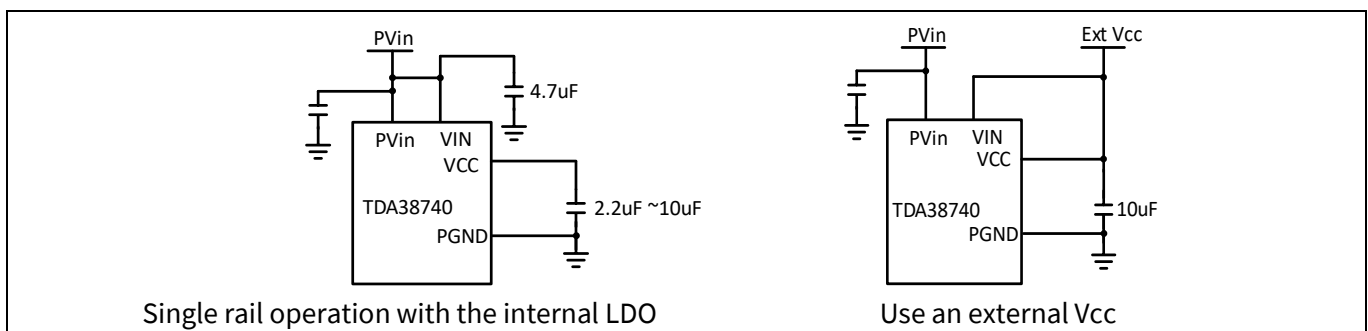 PVin
4.7uF
PVin VIN
VCC
TDA38740
2.2uF ~10uF
PGND
Single rail operation with the internal LDO
PVin
Ext Vcc
PVin VIN
VCC
TDA38740
10uF
PGND
Use an external Vcc